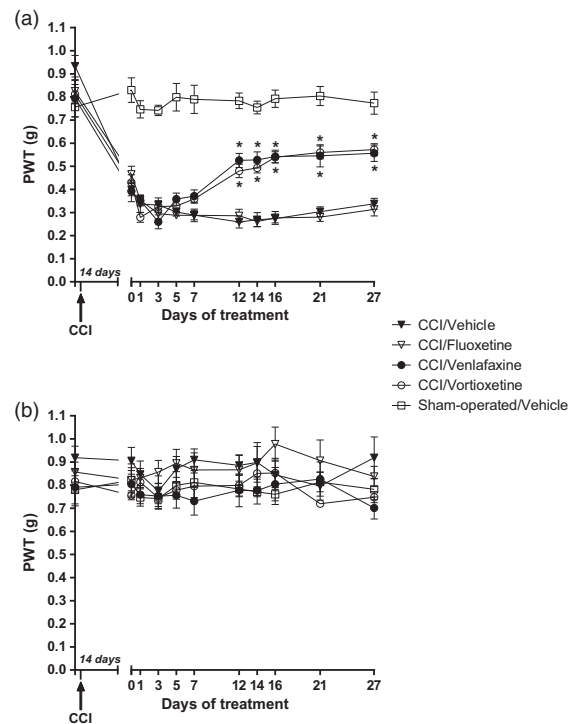 (a)
1.1
1.0
0.9
0.8
0.7
0.6
0.5
0.4
0.3
0.2
0.1
0.0
PWT (g)
* * * * *
* * * * *
14 days
0 1 3 5 7 12 14 16 21 27
CCI
Days of treatment
CCI/Vehicle
CCI/Fluoxetine
CCI/Venlafaxine
CCI/Vortioxetine
Sham-operated/Vehicle
(b)
1.1
1.0
0.9
0.8
0.7
0.6
0.5
0.4
0.3
0.2
0.1
0.0
PWT (g)
14 days
0 1 3 5 7 12 14 16 21 27
CCI
Days of treatment